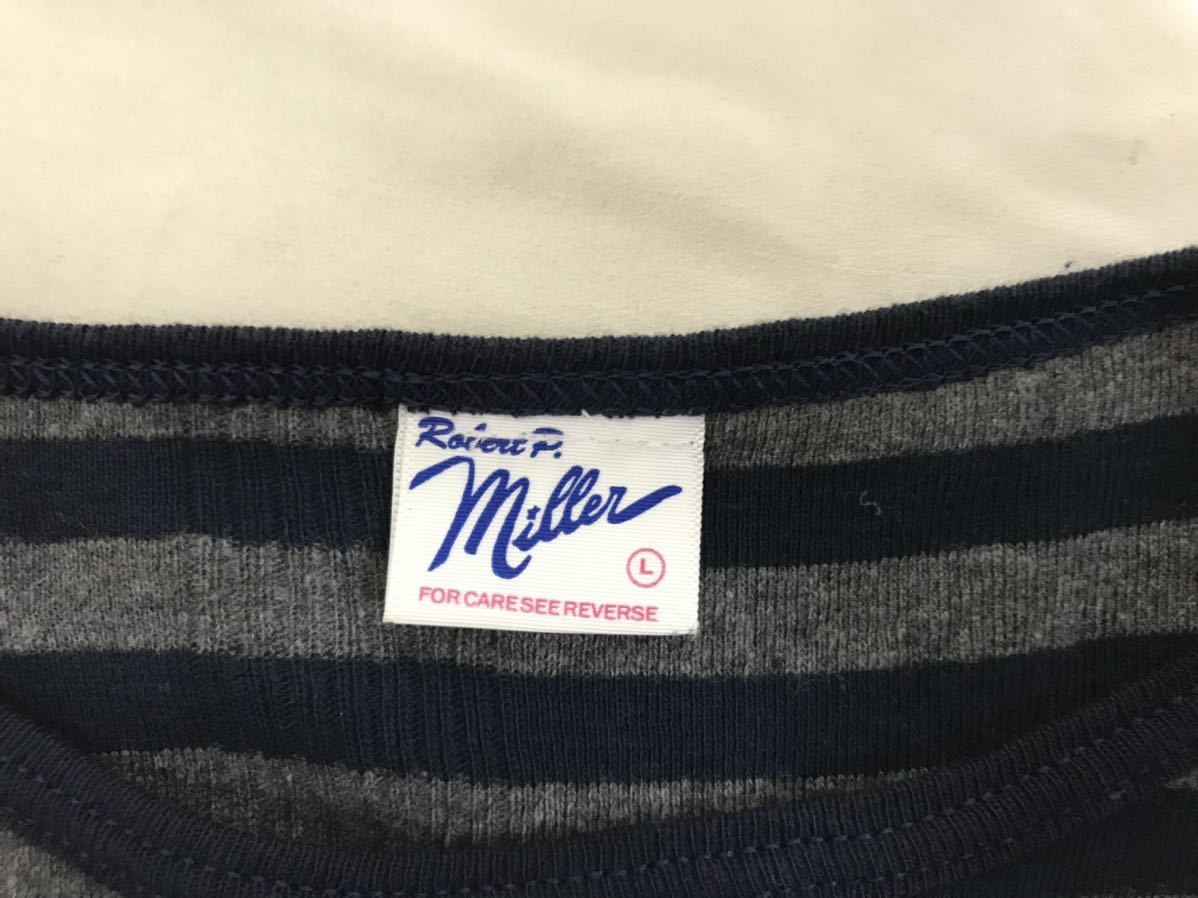 Robert P.
Miller
L
FOR CARE SEE REVERSE